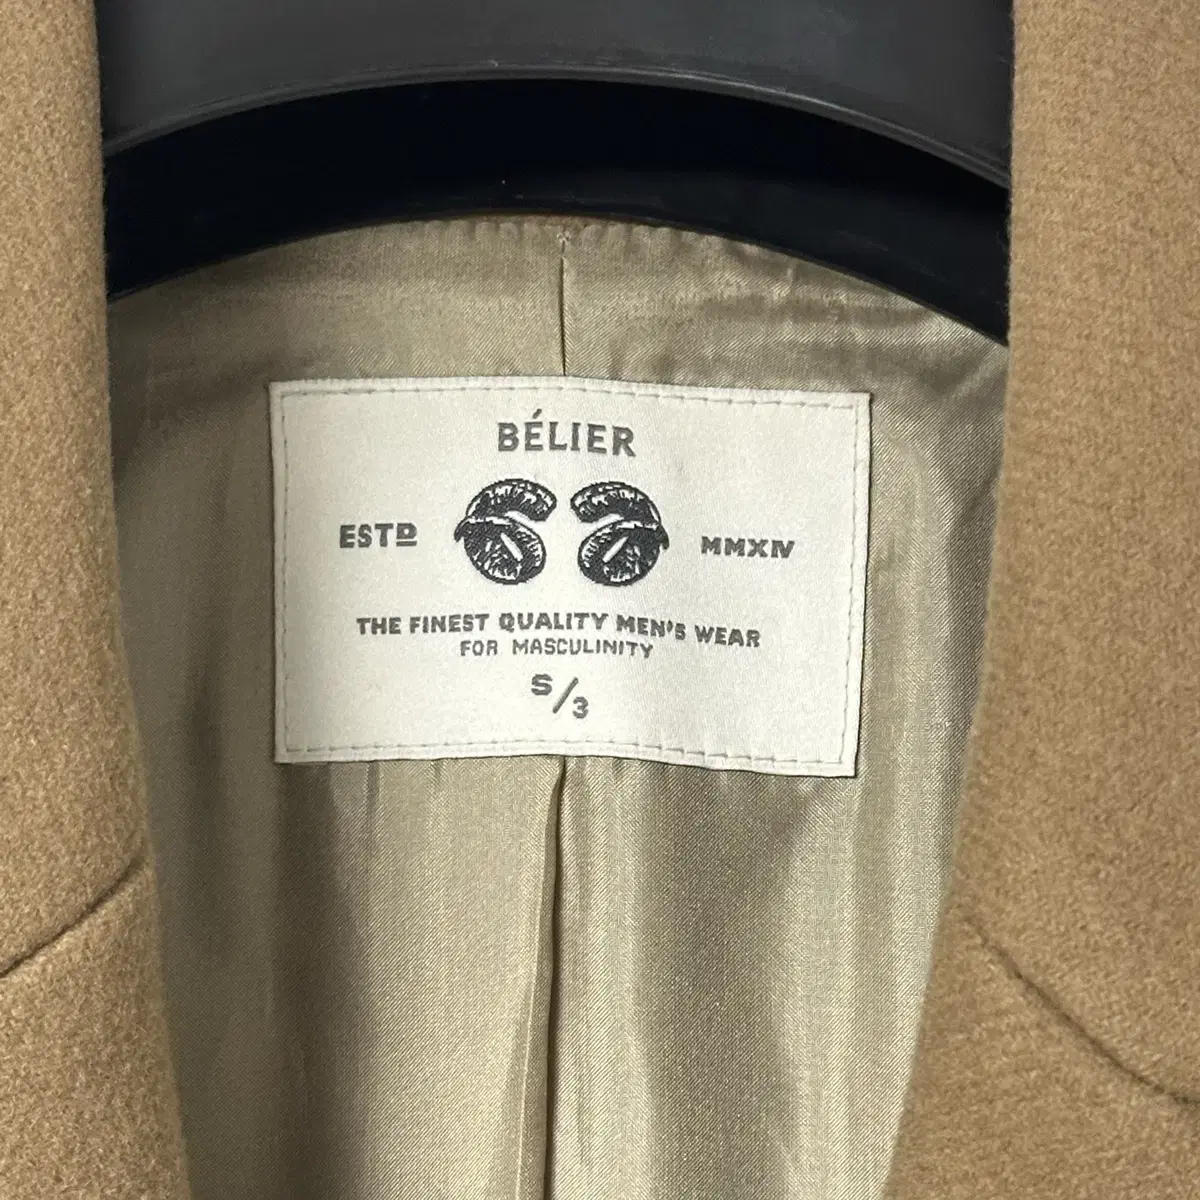 BÉLIER
ESTD MMXIV
THE FINEST QUALITY MEN'S WEAR
FOR MASCULINITY
S/3